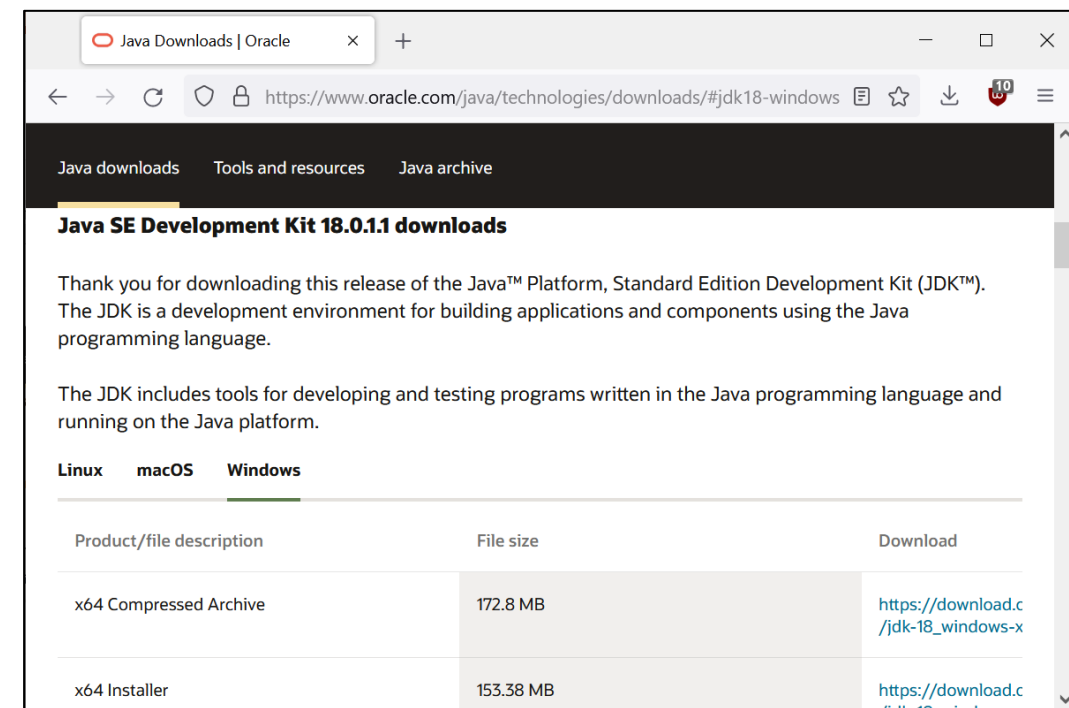 Java Downloads | Oracle
10
https://www.oracle.com/java/technologies/downloads/#jdk18-windows
Java downloads Tools and resources Java archive
Java SE Development Kit 18.0.1.1 downloads
Thank you for downloading this release of the Java™ Platform, Standard Edition Development Kit (JDK™).
The JDK is a development environment for building applications and components using the Java
programming language.
The JDK includes tools for developing and testing programs written in the Java programming language and
running on the Java platform.
Linux macOS Windows
Product/file description File size Download
x64 Compressed Archive 172.8 MB https://download.c
/jdk-18_windows-x
x64 Installer 153.38 MB https://download.c